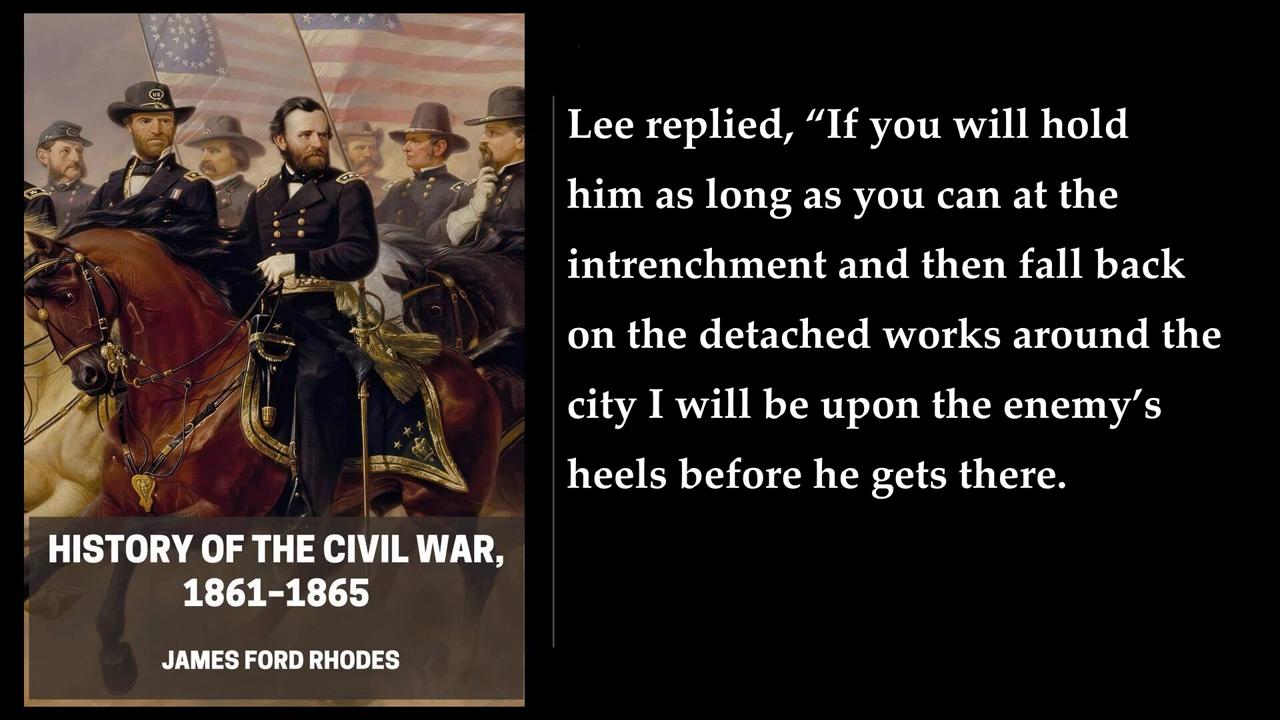 HISTORY OF THE CIVIL WAR,
1861–1865
JAMES FORD RHODES
Lee replied, “If you will hold
him as long as you can at the
intrenchment and then fall back
on the detached works around the
city I will be upon the enemy’s
heels before he gets there.